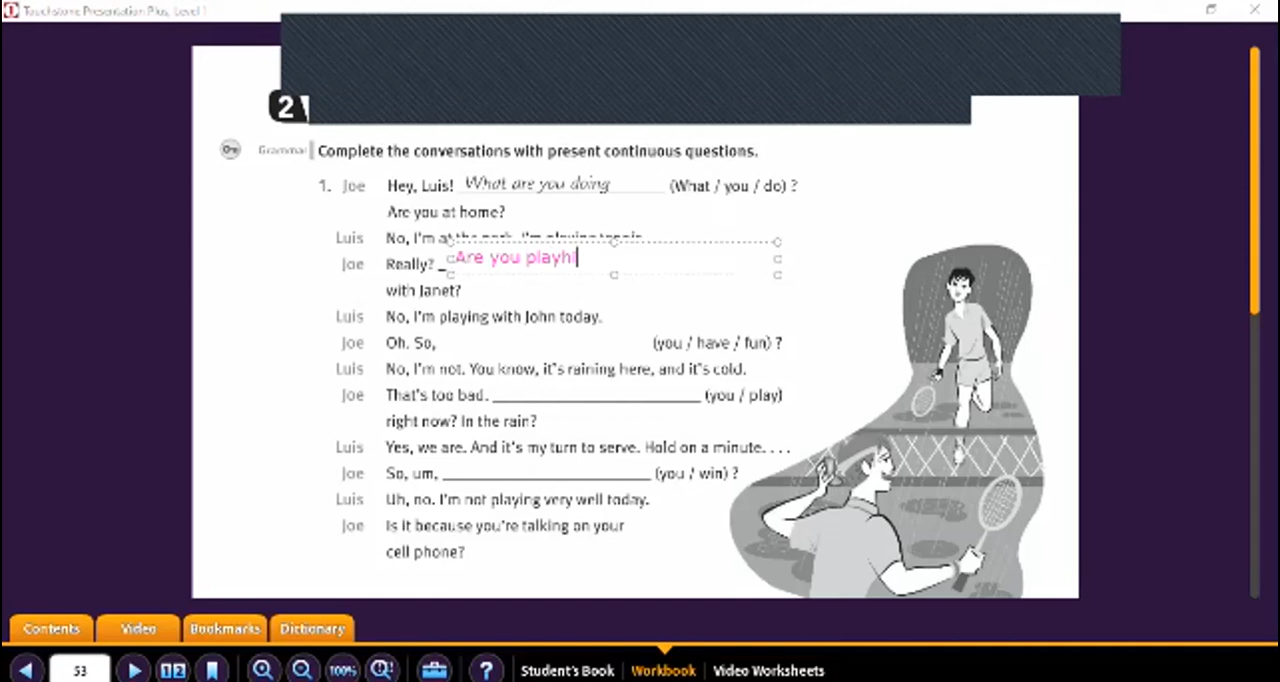 Touchstone Presentation Plus, Level 1
2
Grammar Complete the conversations with present continuous questions.
1. Joe Hey, Luis! What are you doing (What / you / do) ?
Are you at home?
Luis No, I'm at the park. I'm playing tennis.
Joe Really? Are you playhi
with Janet?
Luis No, I'm playing with John today.
Joe Oh. So, (you / have / fun) ?
Luis No, I'm not. You know, it's raining here, and it's cold.
Joe That's too bad. (you / play)
right now? In the rain?
Luis Yes, we are. And it's my turn to serve. Hold on a minute. . . .
Joe So, um, (you / win) ?
Luis Uh, no. I'm not playing very well today.
Joe Is it because you're talking on your
cell phone?
Contents Video Bookmarks Dictionary
53 12 100% ? Student's Book Workbook Video Worksheets